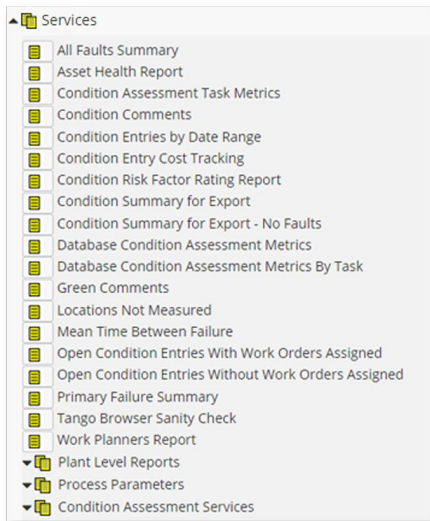 Services
All Faults Summary
Asset Health Report
Condition Assessment Task Metrics
Condition Comments
Condition Entries by Date Range
Condition Entry Cost Tracking
Condition Risk Factor Rating Report
Condition Summary for Export
Condition Summary for Export - No Faults
Database Condition Assessment Metrics
Database Condition Assessment Metrics By Task
Green Comments
Locations Not Measured
Mean Time Between Failure
Open Condition Entries With Work Orders Assigned
Open Condition Entries Without Work Orders Assigned
Primary Failure Summary
Tango Browser Sanity Check
Work Planners Report
Plant Level Reports
Process Parameters
Condition Assessment Services